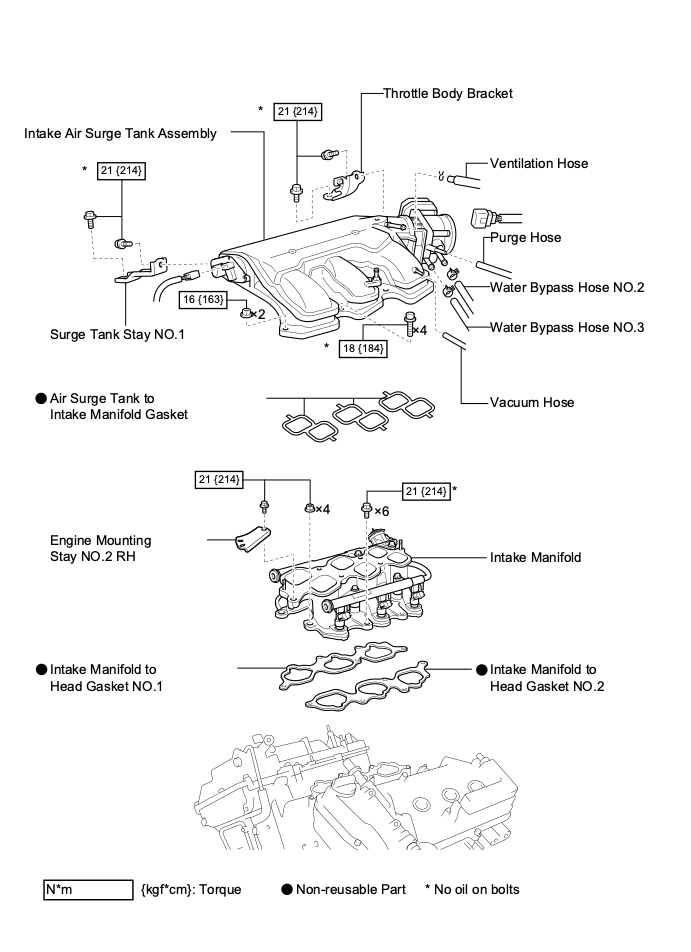 Throttle Body Bracket
* 21 {214}
Intake Air Surge Tank Assembly
Ventilation Hose
* 21 {214}
Purge Hose
Water Bypass Hose NO.2
16 {163}
×2
Water Bypass Hose NO.3
×4
Surge Tank Stay NO.1
* 18 {184}
● Air Surge Tank to
Intake Manifold Gasket
Vacuum Hose
21 {214}
21 {214} *
×4
×6
Engine Mounting
Stay NO.2 RH
Intake Manifold
● Intake Manifold to
Head Gasket NO.1
● Intake Manifold to
Head Gasket NO.2
N*m {kgf*cm}: Torque ● Non-reusable Part * No oil on bolts